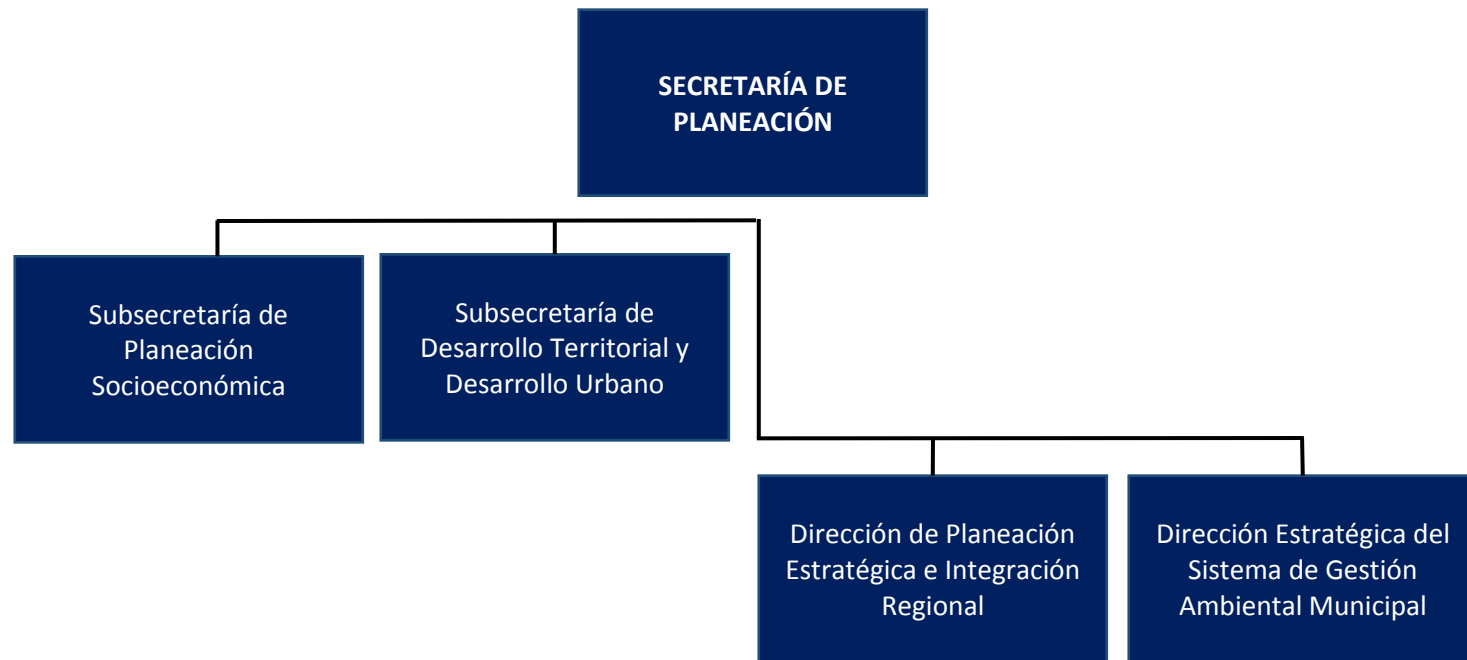 SECRETARÍA DE
PLANEACIÓN
Subsecretaría de
Planeación
Socioeconómica
Subsecretaría de
Desarrollo Territorial y
Desarrollo Urbano
Dirección de Planeación
Estratégica e Integración
Regional
Dirección Estratégica del
Sistema de Gestión
Ambiental Municipal